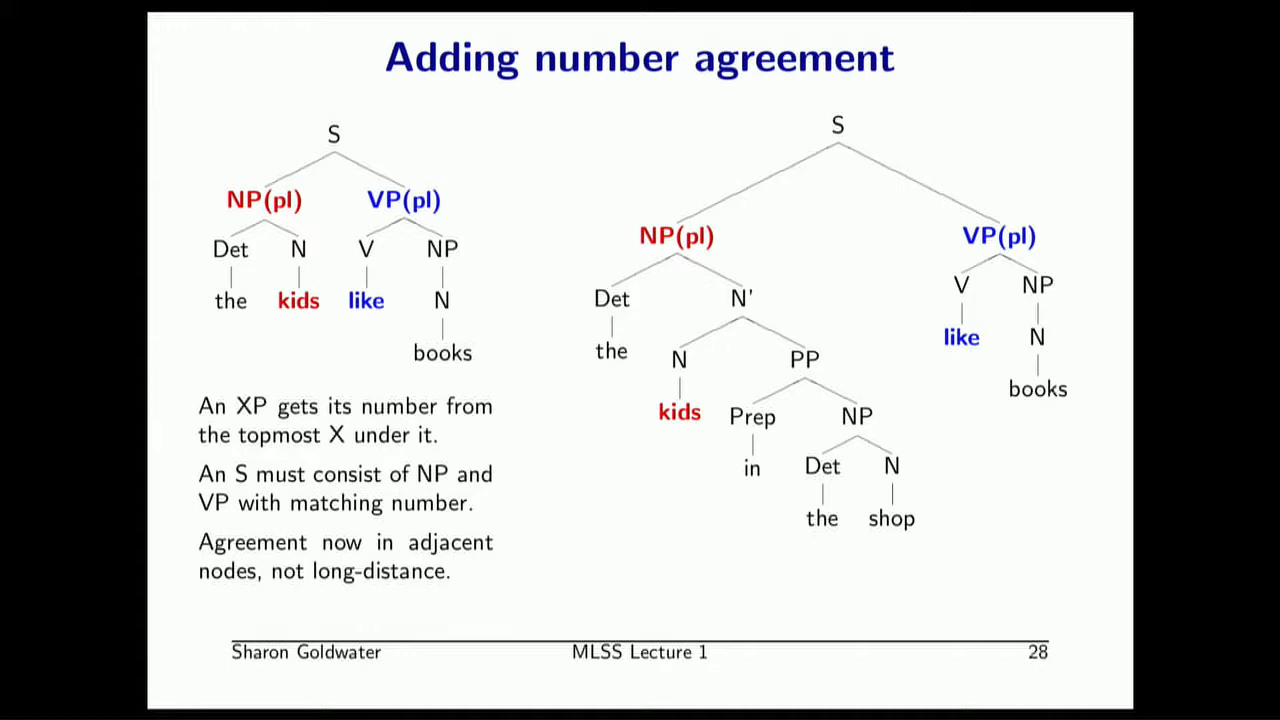 Adding number agreement
S
NP(pl) VP(pl)
Det N V NP
the kids like N
books
S
NP(pl) VP(pl)
Det N' V NP
the N PP like N
kids Prep NP books
in Det N
the shop
An XP gets its number from
the topmost X under it.
An S must consist of NP and
VP with matching number.
Agreement now in adjacent
nodes, not long-distance.
Sharon Goldwater MLSS Lecture 1 28